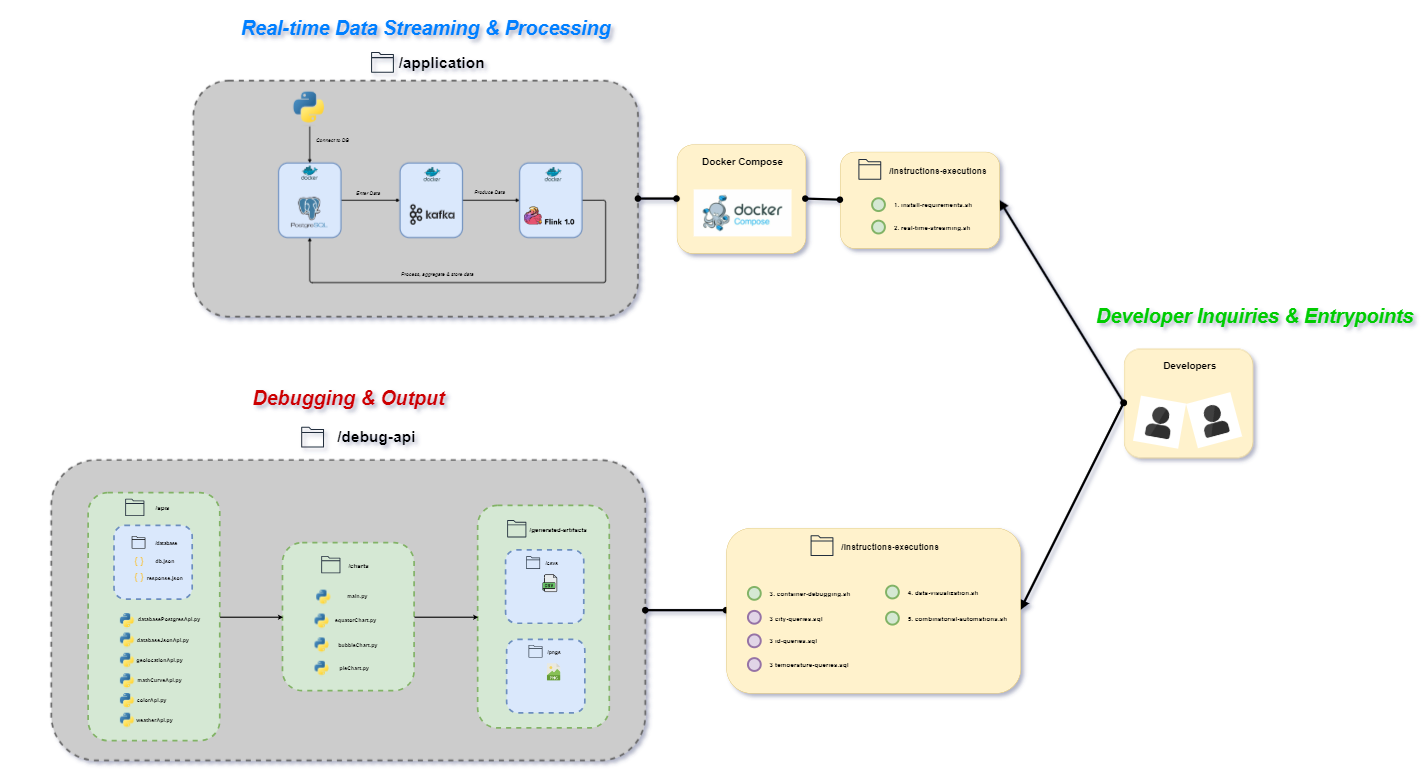 Real-time Data Streaming & Processing
/application
Connect to DB
docker
docker
docker
PostgreSQL
Enter Data
kafka
Produce Data
Flink 1.0
Process, aggregate & store data
Docker Compose
docker
Compose
/instructions-executions
1. install-requirements.sh
2. real-time-streaming.sh
Developer Inquiries & Entrypoints
Developers
Debugging & Output
/debug-api
/apis
/database
db.json
response.json
databasePostgresApi.py
databaseJsonApi.py
geolocationApi.py
mathCurveApi.py
colorApi.py
weatherApi.py
/charts
main.py
equatorChart.py
bubbleChart.py
pieChart.py
/generated-artifacts
/csvs
CSV
/pngs
/instructions-executions
3. container-debugging.sh
3 city-queries.sql
3 id-queries.sql
3 temperature-queries.sql
4. data-visualization.sh
5. combinatorial-automations.sh